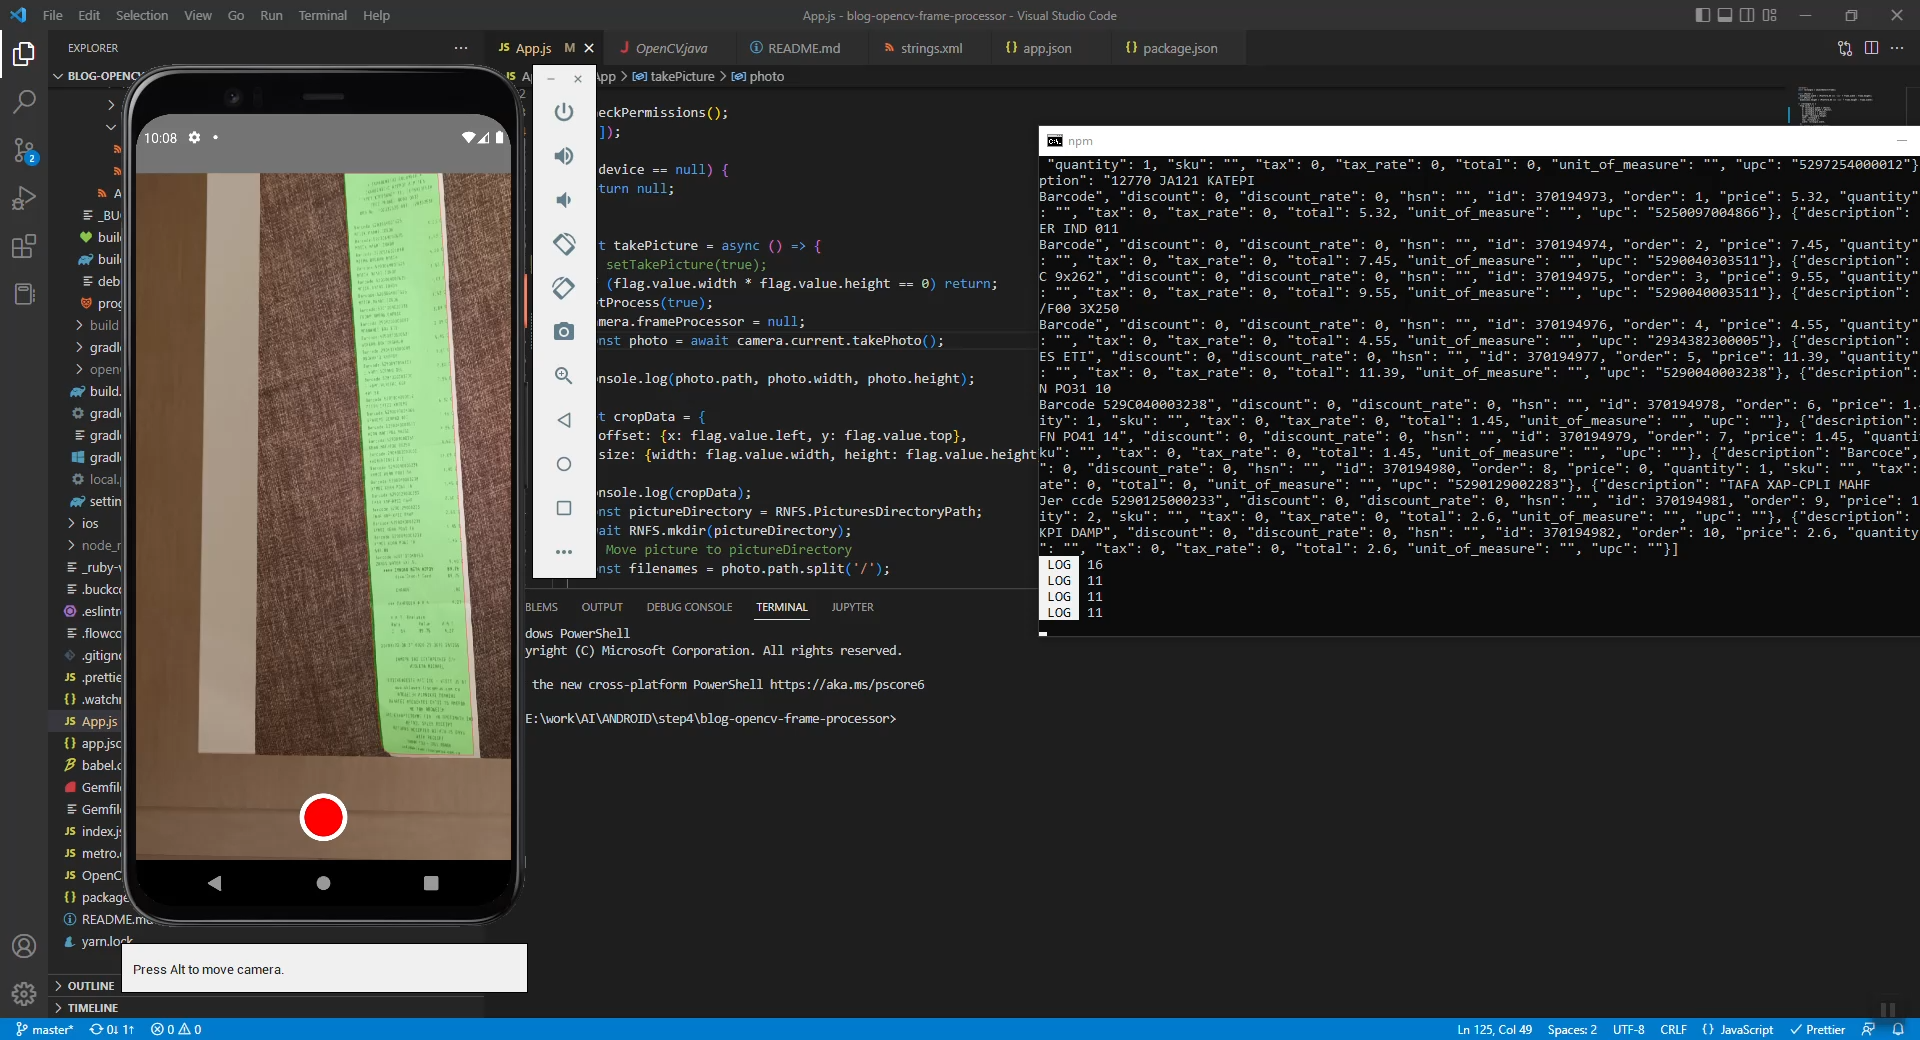 File Edit Selection View Go Run Terminal Help
App.js - blog-opencv-frame-processor - Visual Studio Code
EXPLORER
JS App.js M
J OpenCV.java
README.md
strings.xml
{} app.json
{} package.json
BLOG-OPENCV
App > takePicture > photo
_BU
build
deb
prog
build
gradle
open
build.
gradle
gradle
gradle
local.
settin
ios
node_r
_ruby-v
.buckco
.eslintr
.flowco
.gitigno
.prettie
.watchm
JS App.js
{} app.jso
babel.c
Gemfile
Gemfile
JS index.js
JS metro.
JS OpenC
{} package
README.md
yarn.lock
OUTLINE
TIMELINE
10:08
Press Alt to move camera.
eckPermissions();
]);
device == null) {
turn null;
t takePicture = async () => {
setTakePicture(true);
(flag.value.width * flag.value.height == 0) return;
tProcess(true);
mera.frameProcessor = null;
nst photo = await camera.current.takePhoto();
nsole.log(photo.path, photo.width, photo.height);
t cropData = {
offset: {x: flag.value.left, y: flag.value.top},
size: {width: flag.value.width, height: flag.value.height
nsole.log(cropData);
nst pictureDirectory = RNFS.PicturesDirectoryPath;
ait RNFS.mkdir(pictureDirectory);
Move picture to pictureDirectory
nst filenames = photo.path.split('/');
BLEMS OUTPUT DEBUG CONSOLE TERMINAL JUPYTER
dows PowerShell
yright (C) Microsoft Corporation. All rights reserved.
the new cross-platform PowerShell https://aka.ms/pscore6
E:\work\AI\ANDROID\step4\blog-opencv-frame-processor>
npm
"quantity": 1, "sku": "", "tax": 0, "tax_rate": 0, "total": 0, "unit_of_measure": "", "upc": "5297254000012"}
ption": "12770 JA121 KATEPI
Barcode", "discount": 0, "discount_rate": 0, "hsn": "", "id": 370194973, "order": 1, "price": 5.32, "quantity"
: "", "tax": 0, "tax_rate": 0, "total": 5.32, "unit_of_measure": "", "upc": "5250097004866"}, {"description":
ER IND 011
Barcode", "discount": 0, "discount_rate": 0, "hsn": "", "id": 370194974, "order": 2, "price": 7.45, "quantity"
: "", "tax": 0, "tax_rate": 0, "total": 7.45, "unit_of_measure": "", "upc": "5290040303511"}, {"description":
C 9x262", "discount": 0, "discount_rate": 0, "hsn": "", "id": 370194975, "order": 3, "price": 9.55, "quantity"
: "", "tax": 0, "tax_rate": 0, "total": 9.55, "unit_of_measure": "", "upc": "5290040003511"}, {"description":
/F00 3X250
Barcode", "discount": 0, "discount_rate": 0, "hsn": "", "id": 370194976, "order": 4, "price": 4.55, "quantity"
: "", "tax": 0, "tax_rate": 0, "total": 4.55, "unit_of_measure": "", "upc": "2934382300005"}, {"description":
ES ETI", "discount": 0, "discount_rate": 0, "hsn": "", "id": 370194977, "order": 5, "price": 11.39, "quantity"
: "", "tax": 0, "tax_rate": 0, "total": 11.39, "unit_of_measure": "", "upc": "5290040003238"}, {"description":
N PO31 10
Barcode 529C040003238", "discount": 0, "discount_rate": 0, "hsn": "", "id": 370194978, "order": 6, "price": 1.
ity": 1, "sku": "", "tax": 0, "tax_rate": 0, "total": 1.45, "unit_of_measure": "", "upc": ""}, {"description":
FN PO41 14", "discount": 0, "discount_rate": 0, "hsn": "", "id": 370194979, "order": 7, "price": 1.45, "quanti
ku": "", "tax": 0, "tax_rate": 0, "total": 1.45, "unit_of_measure": "", "upc": ""}, {"description": "Barcoce",
": 0, "discount_rate": 0, "hsn": "", "id": 370194980, "order": 8, "price": 0, "quantity": 1, "sku": "", "tax":
ate": 0, "total": 0, "unit_of_measure": "", "upc": "5290129002283"}, {"description": "TAFA XAP-CPLI MAHF
Jer ccde 5290125000233", "discount": 0, "discount_rate": 0, "hsn": "", "id": 370194981, "order": 9, "price": 1
ity": 2, "sku": "", "tax": 0, "tax_rate": 0, "total": 2.6, "unit_of_measure": "", "upc": ""}, {"description":
KPI DAMP", "discount": 0, "discount_rate": 0, "hsn": "", "id": 370194982, "order": 10, "price": 2.6, "quantity
": "", "tax": 0, "tax_rate": 0, "total": 2.6, "unit_of_measure": "", "upc": ""}]
LOG 16
LOG 11
LOG 11
LOG 11
master* 0↓ 1↑ 0 0
Ln 125, Col 49 Spaces: 2 UTF-8 CRLF {} JavaScript Prettier